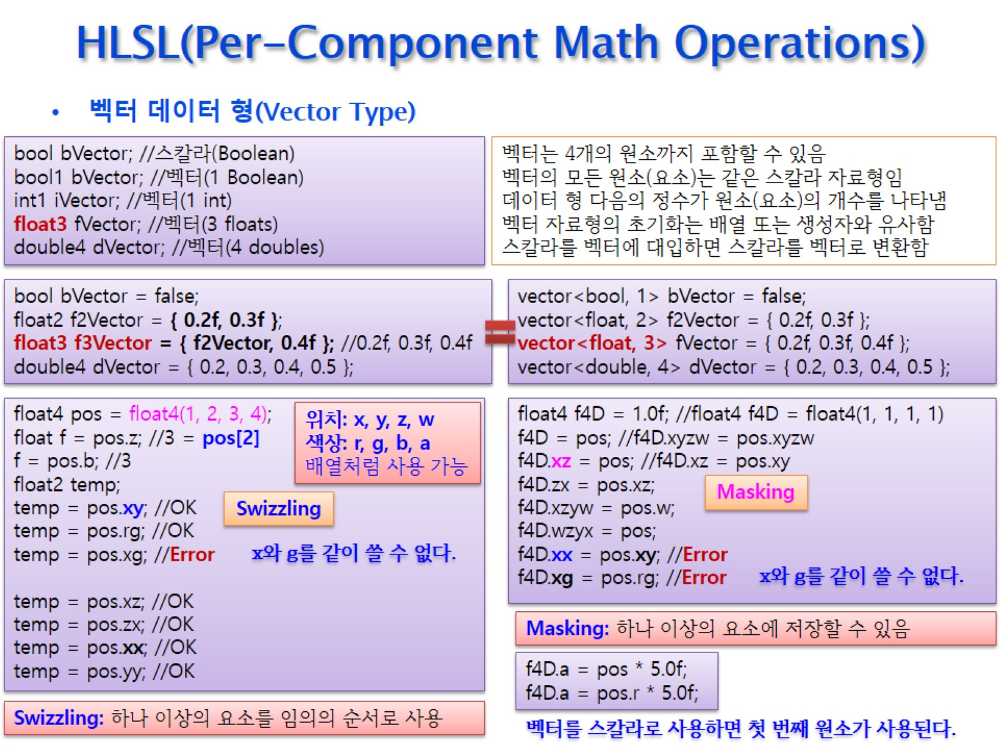 HLSL(Per-Component Math Operations)
• 벡터 데이터 형(Vector Type)
bool bVector; //스칼라(Boolean)
bool1 bVector; //벡터(1 Boolean)
int1 iVector; //벡터(1 int)
float3 fVector; //벡터(3 floats)
double4 dVector; //벡터(4 doubles)
벡터는 4개의 원소까지 포함할 수 있음
벡터의 모든 원소(요소)는 같은 스칼라 자료형임
데이터 형 다음의 정수가 원소(요소)의 개수를 나타냄
벡터 자료형의 초기화는 배열 또는 생성자와 유사함
스칼라를 벡터에 대입하면 스칼라를 벡터로 변환함
bool bVector = false;
float2 f2Vector = { 0.2f, 0.3f };
float3 f3Vector = { f2Vector, 0.4f }; //0.2f, 0.3f, 0.4f
double4 dVector = { 0.2, 0.3, 0.4, 0.5 };
=
vector<bool, 1> bVector = false;
vector<float, 2> f2Vector = { 0.2f, 0.3f };
vector<float, 3> fVector = { 0.2f, 0.3f, 0.4f };
vector<double, 4> dVector = { 0.2, 0.3, 0.4, 0.5 };
float4 pos = float4(1, 2, 3, 4);
float f = pos.z; //3 = pos[2]
f = pos.b; //3
float2 temp;
temp = pos.xy; //OK
temp = pos.rg; //OK
temp = pos.xg; //Error
temp = pos.xz; //OK
temp = pos.zx; //OK
temp = pos.xx; //OK
temp = pos.yy; //OK
위치: x, y, z, w
색상: r, g, b, a
배열처럼 사용 가능
Swizzling
x와 g를 같이 쓸 수 없다.
Swizzling: 하나 이상의 요소를 임의의 순서로 사용
float4 f4D = 1.0f; //float4 f4D = float4(1, 1, 1, 1)
f4D = pos; //f4D.xyzw = pos.xyzw
f4D.xz = pos; //f4D.xz = pos.xy
f4D.zx = pos.xz;
f4D.xzyw = pos.w;
f4D.wzyx = pos;
f4D.xx = pos.xy; //Error
f4D.xg = pos.rg; //Error
Masking
x와 g를 같이 쓸 수 없다.
Masking: 하나 이상의 요소에 저장할 수 있음
f4D.a = pos * 5.0f;
f4D.a = pos.r * 5.0f;
벡터를 스칼라로 사용하면 첫 번째 원소가 사용된다.